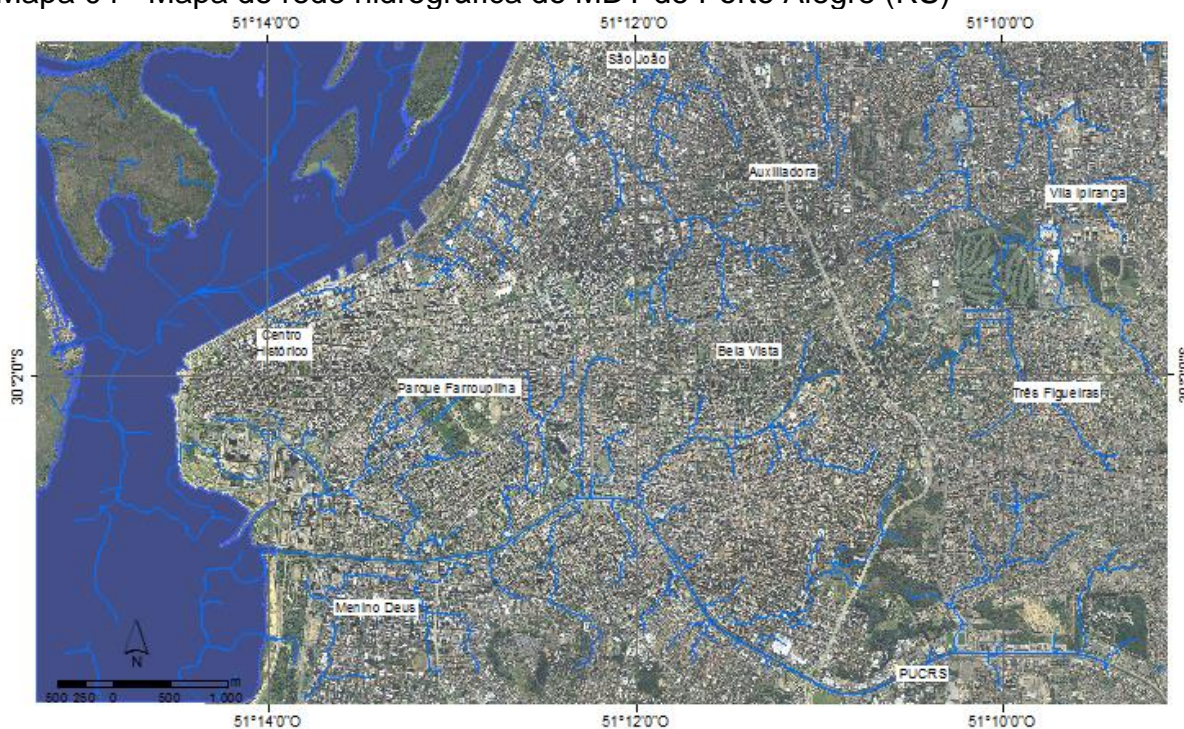 Mapa 04 - Mapa de rede hidrográfica do MDT de Porto Alegre (RS)
51°14'0"O 51°12'0"O 51°10'0"O
São João
Auxiliadora
Vila Ipiranga
Centro
Histórico
Bela Vista
30°2'0"S
Parque Farroupilha
Três Figueiras
Menino Deus
N
PUCRS
500 250 0 500 1.000 m
51°14'0"O 51°12'0"O 51°10'0"O